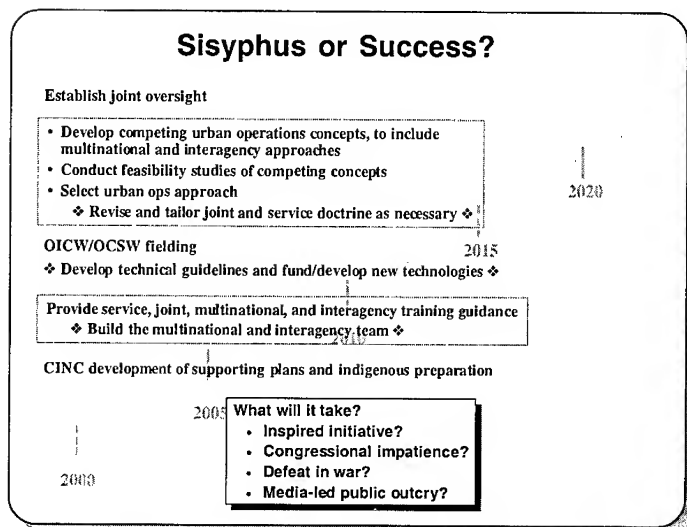 Sisyphus or Success?
Establish joint oversight
• Develop competing urban operations concepts, to include
multinational and interagency approaches
• Conduct feasibility studies of competing concepts
• Select urban ops approach
❖ Revise and tailor joint and service doctrine as necessary ❖
2020
OICW/OCSW fielding
2015
❖ Develop technical guidelines and fund/develop new technologies ❖
Provide service, joint, multinational, and interagency training guidance
❖ Build the multinational and interagency team ❖
2010
CINC development of supporting plans and indigenous preparation
2005
What will it take?
• Inspired initiative?
• Congressional impatience?
• Defeat in war?
• Media-led public outcry?
2000